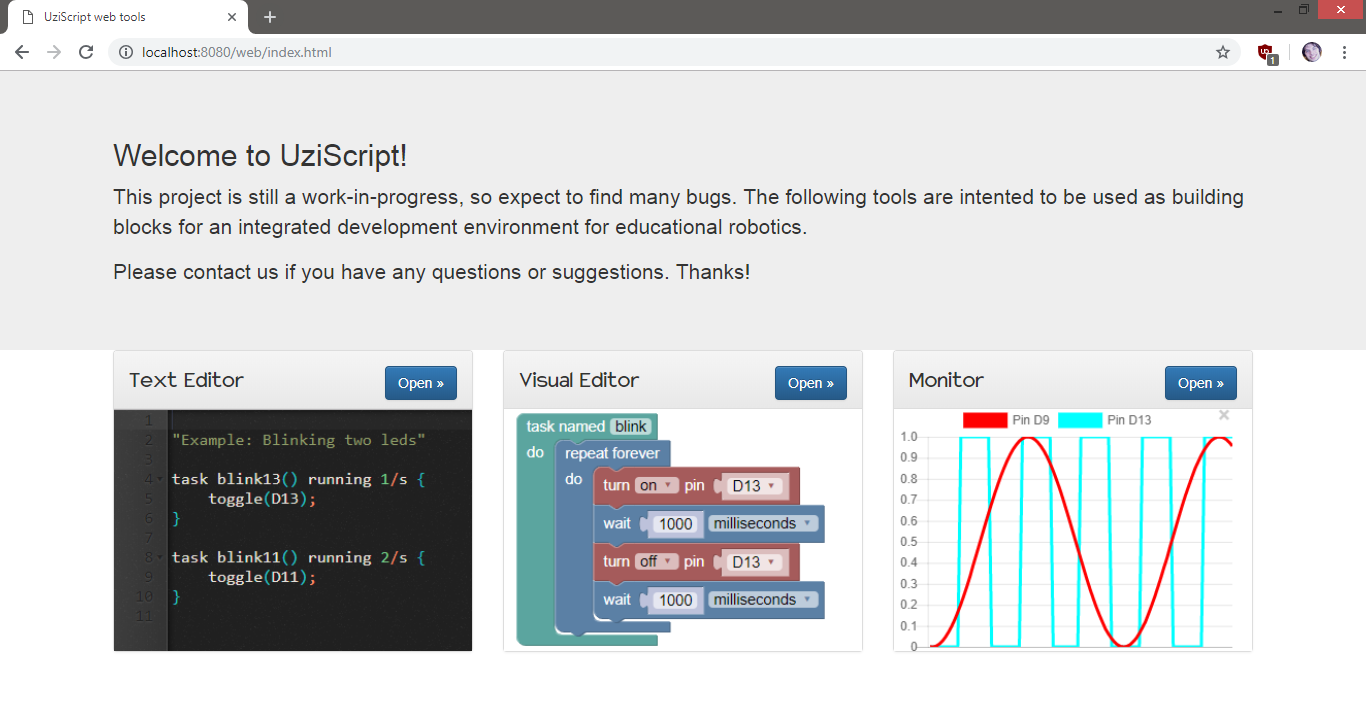 UziScript web tools
localhost:8080/web/index.html
1
Welcome to UziScript!
This project is still a work-in-progress, so expect to find many bugs. The following tools are intented to be used as building
blocks for an integrated development environment for educational robotics.
Please contact us if you have any questions or suggestions. Thanks!
Text Editor
Open »
1
2 "Example: Blinking two leds"
3
4 task blink13() running 1/s {
5 toggle(D13);
6 }
7
8 task blink11() running 2/s {
9 toggle(D11);
10 }
11
Visual Editor
Open »
task named blink
do repeat forever
do turn on pin D13
wait 1000 milliseconds
turn off pin D13
wait 1000 milliseconds
Monitor
Open »
Pin D9 Pin D13
1.0
0.9
0.8
0.7
0.6
0.5
0.4
0.3
0.2
0.1
0